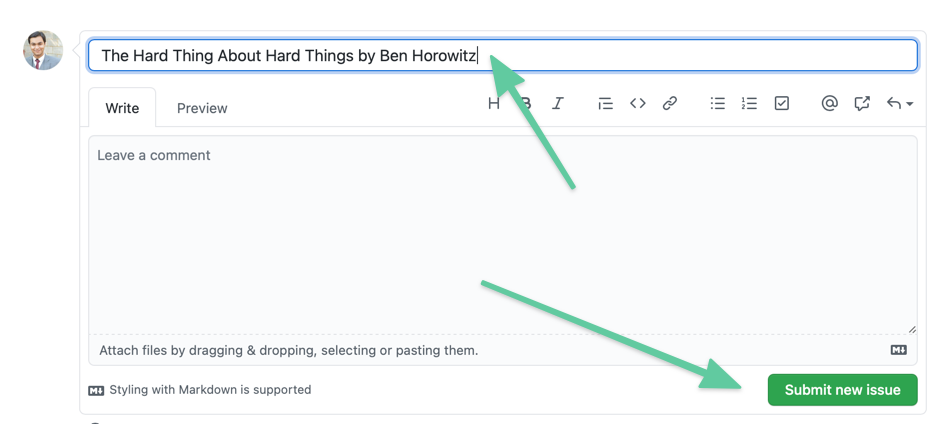 The Hard Thing About Hard Things by Ben Horowitz
Write Preview H B I
Leave a comment
Attach files by dragging & dropping, selecting or pasting them.
Styling with Markdown is supported
Submit new issue